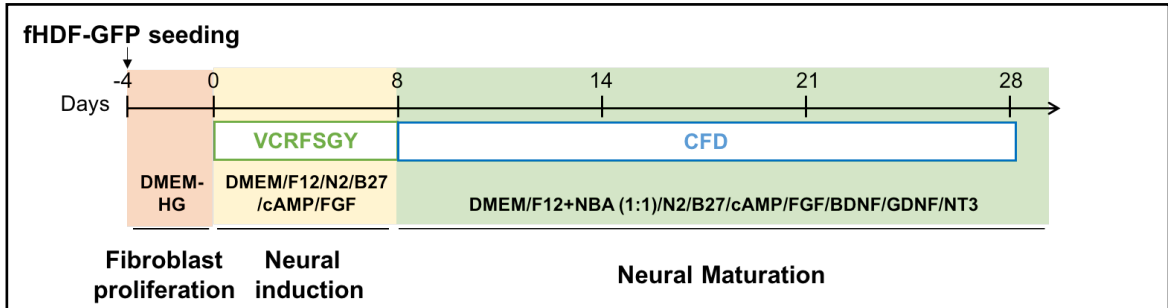 fHDF-GFP seeding
-4 0 8 14 21 28
Days
VCRFSGY CFD
DMEM-
HG
DMEM/F12/N2/B27
/cAMP/FGF
DMEM/F12+NBA (1:1)/N2/B27/cAMP/FGF/BDNF/GDNF/NT3
Fibroblast
proliferation
Neural
induction
Neural Maturation